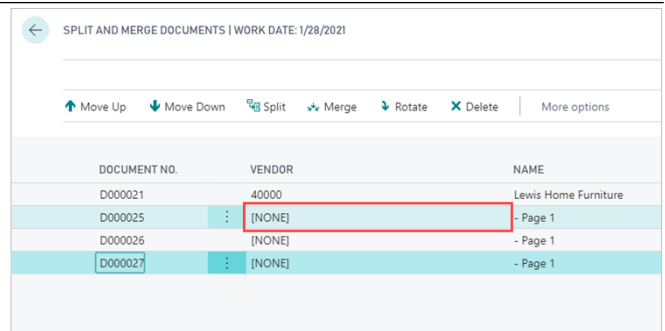 SPLIT AND MERGE DOCUMENTS | WORK DATE: 1/28/2021
Move Up Move Down Split Merge Rotate Delete More options
DOCUMENT NO. VENDOR NAME
D000021 40000 Lewis Home Furniture
D000025 [NONE] - Page 1
D000026 [NONE] - Page 1
D000027 [NONE] - Page 1